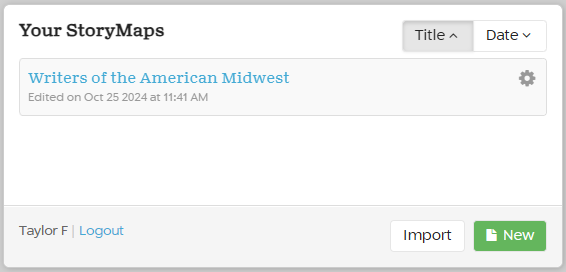 Your StoryMaps
Title Date
Writers of the American Midwest
Edited on Oct 25 2024 at 11:41 AM
Taylor F | Logout
Import New